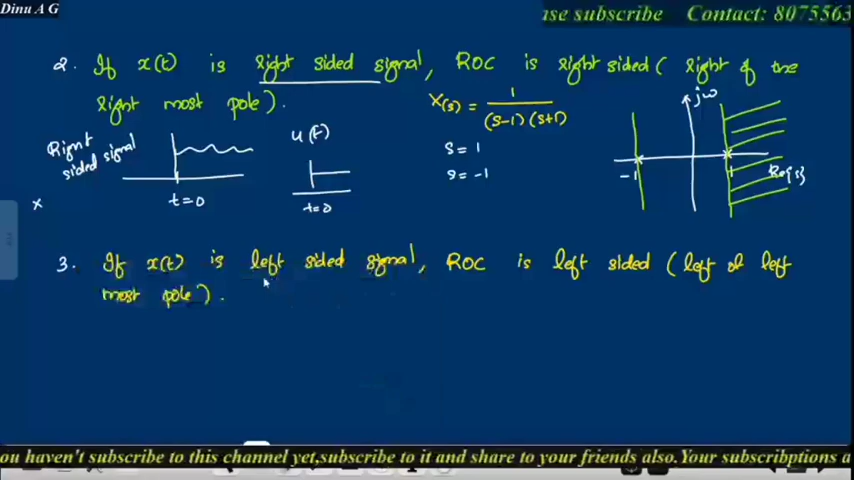 Dinu A G
ase subscribe Contact: 8075563
2. If x(t) is right sided signal, ROC is right sided ( right of the
right most pole).
X(s) = 1 / (s-1) (s+1)
jω
Right
sided signal
u(t)
s = 1
s = -1
-1
1
Re{s}
t=0
t=0
x
3. If x(t) is left sided signal, ROC is left sided (left of left
most pole).
ou haven't subscribe to this channel yet,subscribe to it and share to your friends also.Your subscribptions a